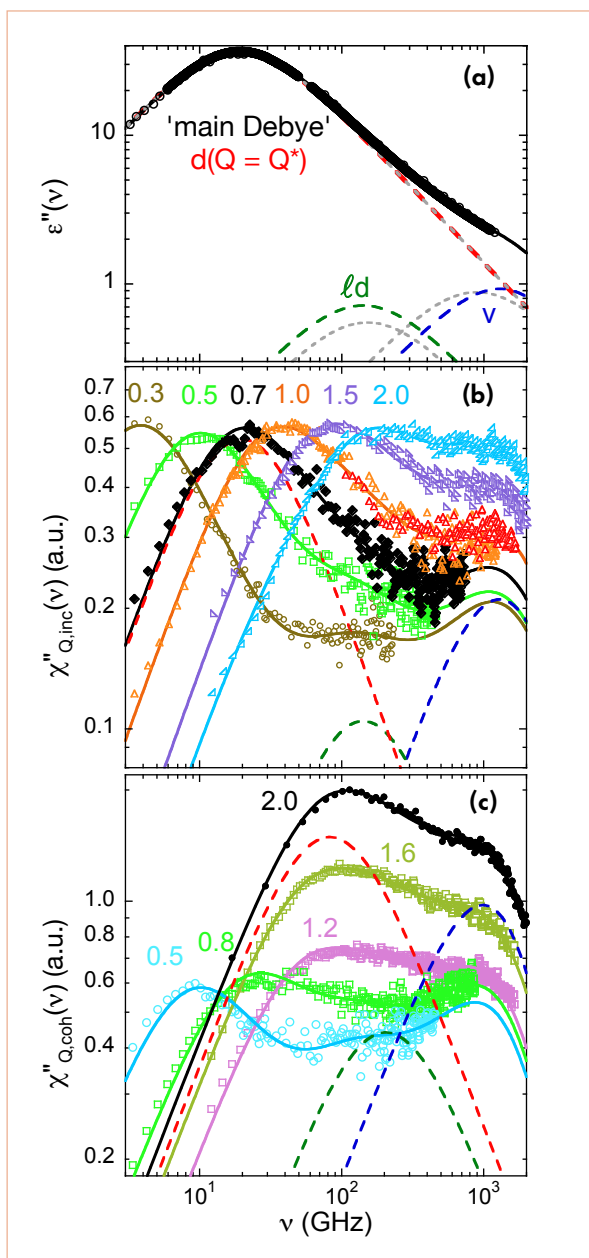 (a)
10
'main Debye'
d(Q = Q*)
ε"(ν)
1
ℓd
v
(b)
0.7
0.3 0.5 0.7 1.0 1.5 2.0
0.6
0.5
0.4
0.3
0.2
0.1
χ"Q,inc(ν) (a.u.)
(c)
2.0
1.6
1.0
0.8
0.8
1.2
0.5
0.6
0.4
0.2
χ"Q,coh(ν) (a.u.)
10¹ 10² 10³
ν (GHz)